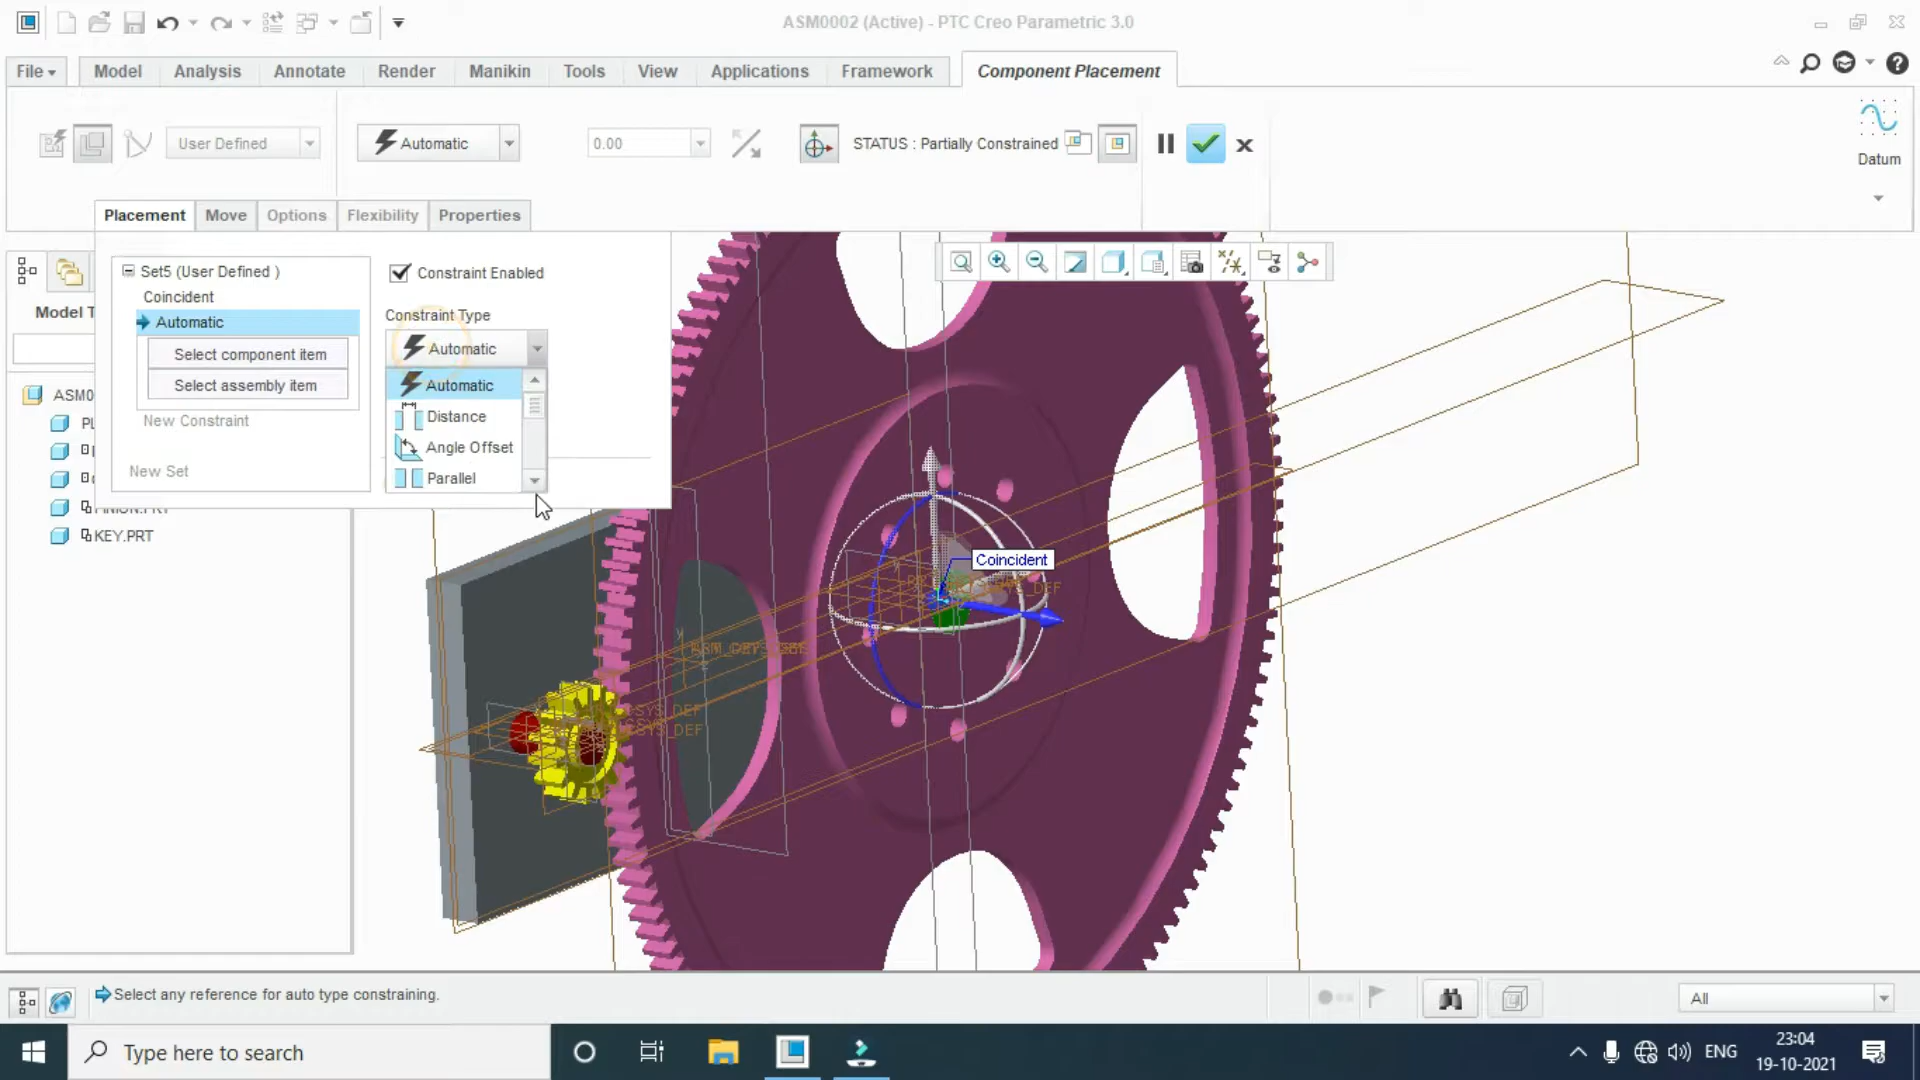 ASM0002 (Active) - PTC Creo Parametric 3.0
File Model Analysis Annotate Render Manikin Tools View Applications Framework Component Placement
User Defined Automatic 0.00 STATUS : Partially Constrained
Datum
Placement Move Options Flexibility Properties
Set5 (User Defined )
Coincident
Automatic
Select component item
Select assembly item
New Constraint
New Set
Constraint Enabled
Constraint Type
Automatic
Automatic
Distance
Angle Offset
Parallel
Model T
ASM0
PL
KEY.PRT
Coincident
Select any reference for auto type constraining.
All
Type here to search
ENG
23:04
19-10-2021